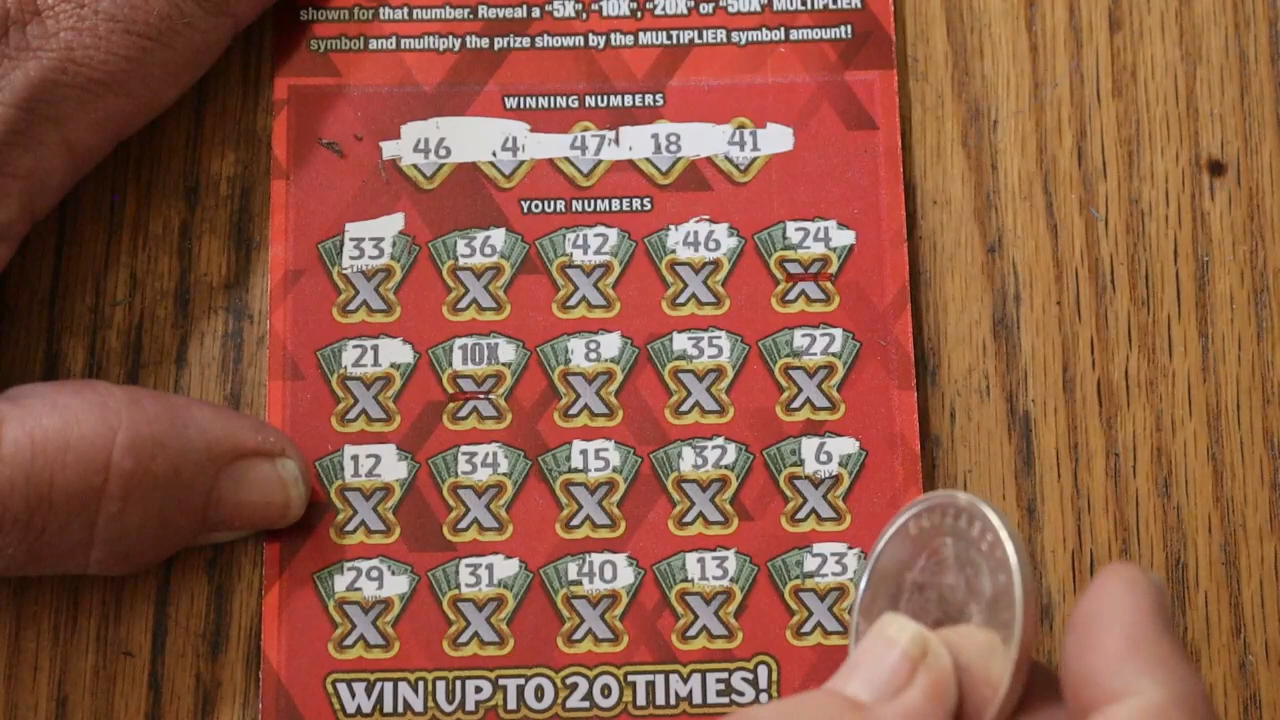 shown for that number. Reveal a “5X”, “10X”, “20X” or “50X” MULTIPLIER
symbol and multiply the prize shown by the MULTIPLIER symbol amount!
WINNING NUMBERS
46 4 47 18 41
YOUR NUMBERS
33 36 42 46 24
X X X X X
21 10X 8 35 22
X X X X X
12 34 15 32 6
SIX
X X X X X
29 31 40 13 23
X X X X X
WIN UP TO 20 TIMES!